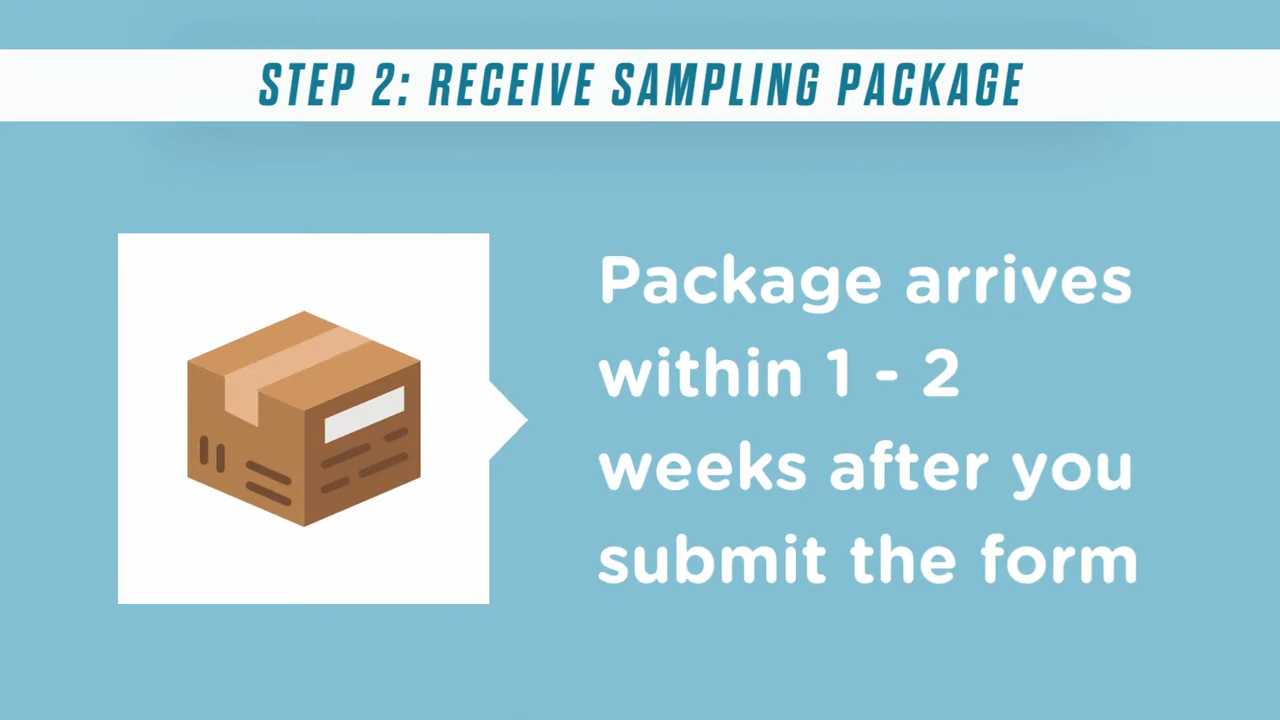 STEP 2: RECEIVE SAMPLING PACKAGE
Package arrives
within 1 - 2
weeks after you
submit the form